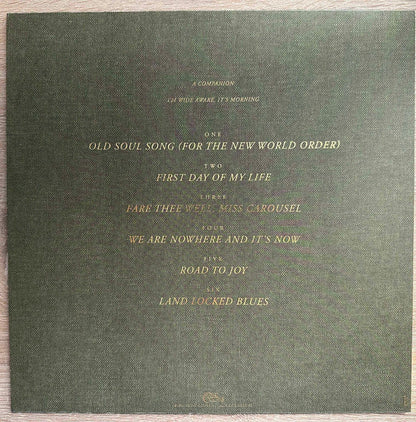 A COMPANION
I'M WIDE AWAKE, IT'S MORNING
ONE
OLD SOUL SONG (FOR THE NEW WORLD ORDER)
TWO
FIRST DAY OF MY LIFE
THREE
FARE THEE WELL, MISS CAROUSEL
FOUR
WE ARE NOWHERE AND IT'S NOW
FIVE
ROAD TO JOY
SIX
LAND LOCKED BLUES